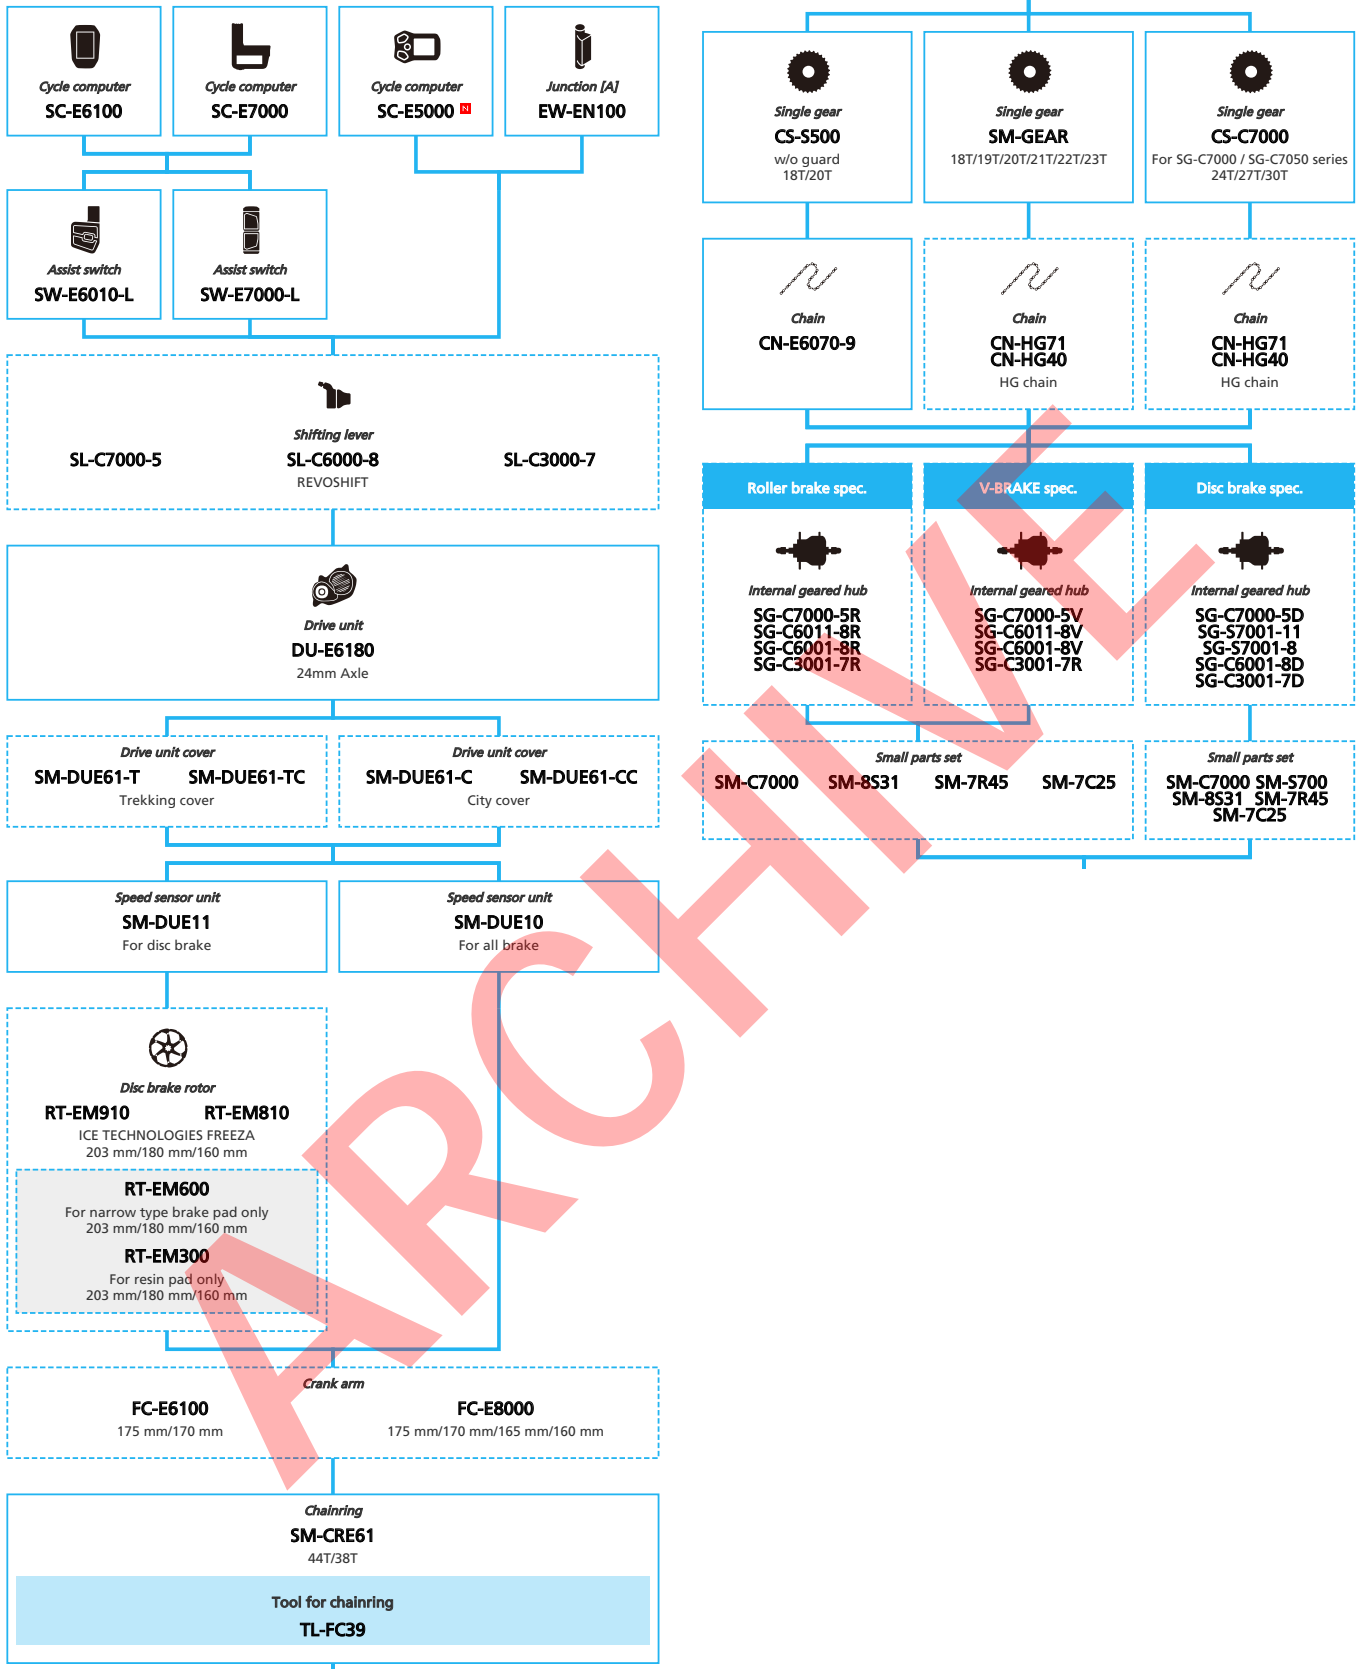 Cycle computer
SC-E6100
Cycle computer
SC-E7000
Cycle computer
SC-E5000 N
Junction [A]
EW-EN100
Assist switch
SW-E6010-L
Assist switch
SW-E7000-L
Shifting lever
SL-C7000-5 SL-C6000-8 SL-C3000-7
REVOSHIFT
Drive unit
DU-E6180
24mm Axle
Drive unit cover
SM-DUE61-T SM-DUE61-TC
Trekking cover
Drive unit cover
SM-DUE61-C SM-DUE61-CC
City cover
Speed sensor unit
SM-DUE11
For disc brake
Speed sensor unit
SM-DUE10
For all brake
Disc brake rotor
RT-EM910 RT-EM810
ICE TECHNOLOGIES FREEZA
203 mm/180 mm/160 mm
RT-EM600
For narrow type brake pad only
203 mm/180 mm/160 mm
RT-EM300
For resin pad only
203 mm/180 mm/160 mm
Crank arm
FC-E6100 FC-E8000
175 mm/170 mm 175 mm/170 mm/165 mm/160 mm
Chainring
SM-CRE61
44T/38T
Tool for chainring
TL-FC39
Single gear
CS-S500
w/o guard
18T/20T
Single gear
SM-GEAR
18T/19T/20T/21T/22T/23T
Single gear
CS-C7000
For SG-C7000 / SG-C7050 series
24T/27T/30T
Chain
CN-E6070-9
Chain
CN-HG71
CN-HG40
HG chain
Chain
CN-HG71
CN-HG40
HG chain
Roller brake spec.
Internal geared hub
SG-C7000-5R
SG-C6011-8R
SG-C6001-8R
SG-C3001-7R
V-BRAKE spec.
Internal geared hub
SG-C7000-5V
SG-C6011-8V
SG-C6001-8V
SG-C3001-7R
Disc brake spec.
Internal geared hub
SG-C7000-5D
SG-S7001-11
SG-S7001-8
SG-C6001-8D
SG-C3001-7D
Small parts set
SM-C7000 SM-8S31 SM-7R45 SM-7C25
Small parts set
SM-C7000 SM-S700
SM-8S31 SM-7R45
SM-7C25
ARCHIVE